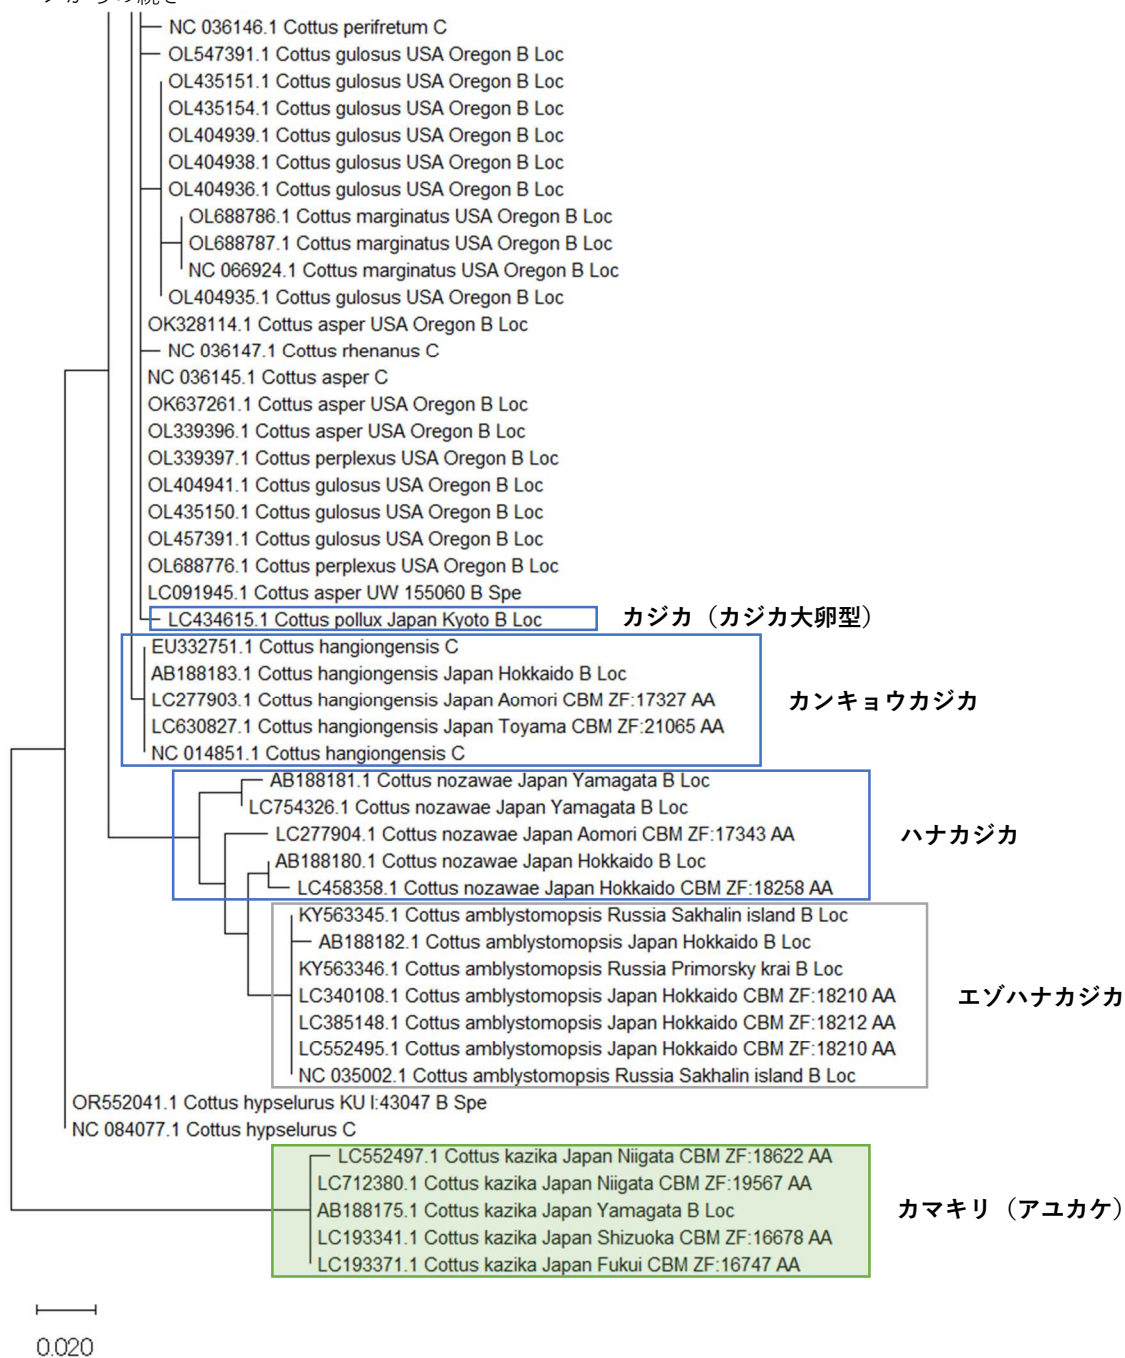 NC 036146.1 Cottus perifretum C
OL547391.1 Cottus gulosus USA Oregon B Loc
OL435151.1 Cottus gulosus USA Oregon B Loc
OL435154.1 Cottus gulosus USA Oregon B Loc
OL404939.1 Cottus gulosus USA Oregon B Loc
OL404938.1 Cottus gulosus USA Oregon B Loc
OL404936.1 Cottus gulosus USA Oregon B Loc
OL688786.1 Cottus marginatus USA Oregon B Loc
OL688787.1 Cottus marginatus USA Oregon B Loc
NC 066924.1 Cottus marginatus USA Oregon B Loc
OL404935.1 Cottus gulosus USA Oregon B Loc
OK328114.1 Cottus asper USA Oregon B Loc
NC 036147.1 Cottus rhenanus C
NC 036145.1 Cottus asper C
OK637261.1 Cottus asper USA Oregon B Loc
OL339396.1 Cottus asper USA Oregon B Loc
OL339397.1 Cottus perplexus USA Oregon B Loc
OL404941.1 Cottus gulosus USA Oregon B Loc
OL435150.1 Cottus gulosus USA Oregon B Loc
OL457391.1 Cottus gulosus USA Oregon B Loc
OL688776.1 Cottus perplexus USA Oregon B Loc
LC091945.1 Cottus asper UW 155060 B Spe
LC434615.1 Cottus pollux Japan Kyoto B Loc
カジカ（カジカ大卵型）
EU332751.1 Cottus hangiongensis C
AB188183.1 Cottus hangiongensis Japan Hokkaido B Loc
LC277903.1 Cottus hangiongensis Japan Aomori CBM ZF:17327 AA
カンキョウカジカ
LC630827.1 Cottus hangiongensis Japan Toyama CBM ZF:21065 AA
NC 014851.1 Cottus hangiongensis C
AB188181.1 Cottus nozawae Japan Yamagata B Loc
LC754326.1 Cottus nozawae Japan Yamagata B Loc
LC277904.1 Cottus nozawae Japan Aomori CBM ZF:17343 AA
ハナカジカ
AB188180.1 Cottus nozawae Japan Hokkaido B Loc
LC458358.1 Cottus nozawae Japan Hokkaido CBM ZF:18258 AA
KY563345.1 Cottus amblystomopsis Russia Sakhalin island B Loc
AB188182.1 Cottus amblystomopsis Japan Hokkaido B Loc
KY563346.1 Cottus amblystomopsis Russia Primorsky krai B Loc
LC340108.1 Cottus amblystomopsis Japan Hokkaido CBM ZF:18210 AA
エゾハナカジカ
LC385148.1 Cottus amblystomopsis Japan Hokkaido CBM ZF:18212 AA
LC552495.1 Cottus amblystomopsis Japan Hokkaido CBM ZF:18210 AA
NC 035002.1 Cottus amblystomopsis Russia Sakhalin island B Loc
OR552041.1 Cottus hypselurus KU I:43047 B Spe
NC 084077.1 Cottus hypselurus C
LC552497.1 Cottus kazika Japan Niigata CBM ZF:18622 AA
LC712380.1 Cottus kazika Japan Niigata CBM ZF:19567 AA
AB188175.1 Cottus kazika Japan Yamagata B Loc
カマキリ（アユカケ）
LC193341.1 Cottus kazika Japan Shizuoka CBM ZF:16678 AA
LC193371.1 Cottus kazika Japan Fukui CBM ZF:16747 AA
0.020